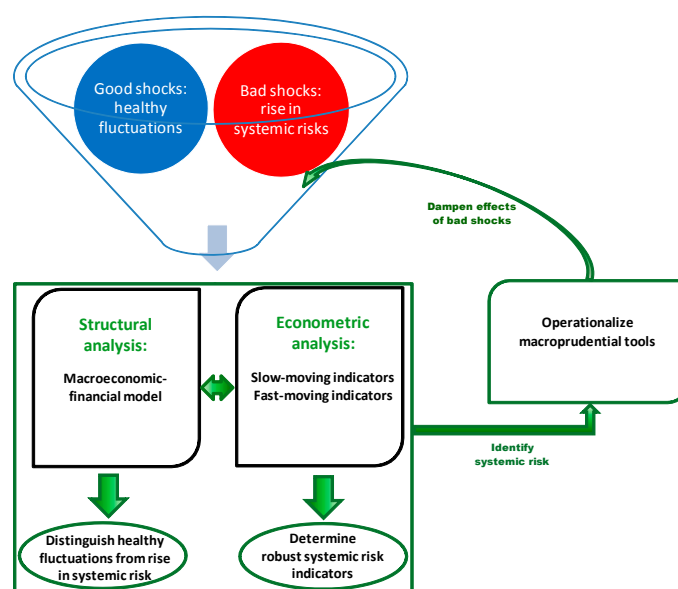 Good shocks:
healthy
fluctuations
Bad shocks:
rise in
systemic risks
Dampen effects
of bad shocks
Structural
analysis:
Macroeconomic-
financial model
Econometric
analysis:
Slow-moving indicators
Fast-moving indicators
Operationalize
macroprudential tools
Identify
systemic risk
Distinguish healthy
fluctuations from rise
in systemic risk
Determine
robust systemic risk
indicators